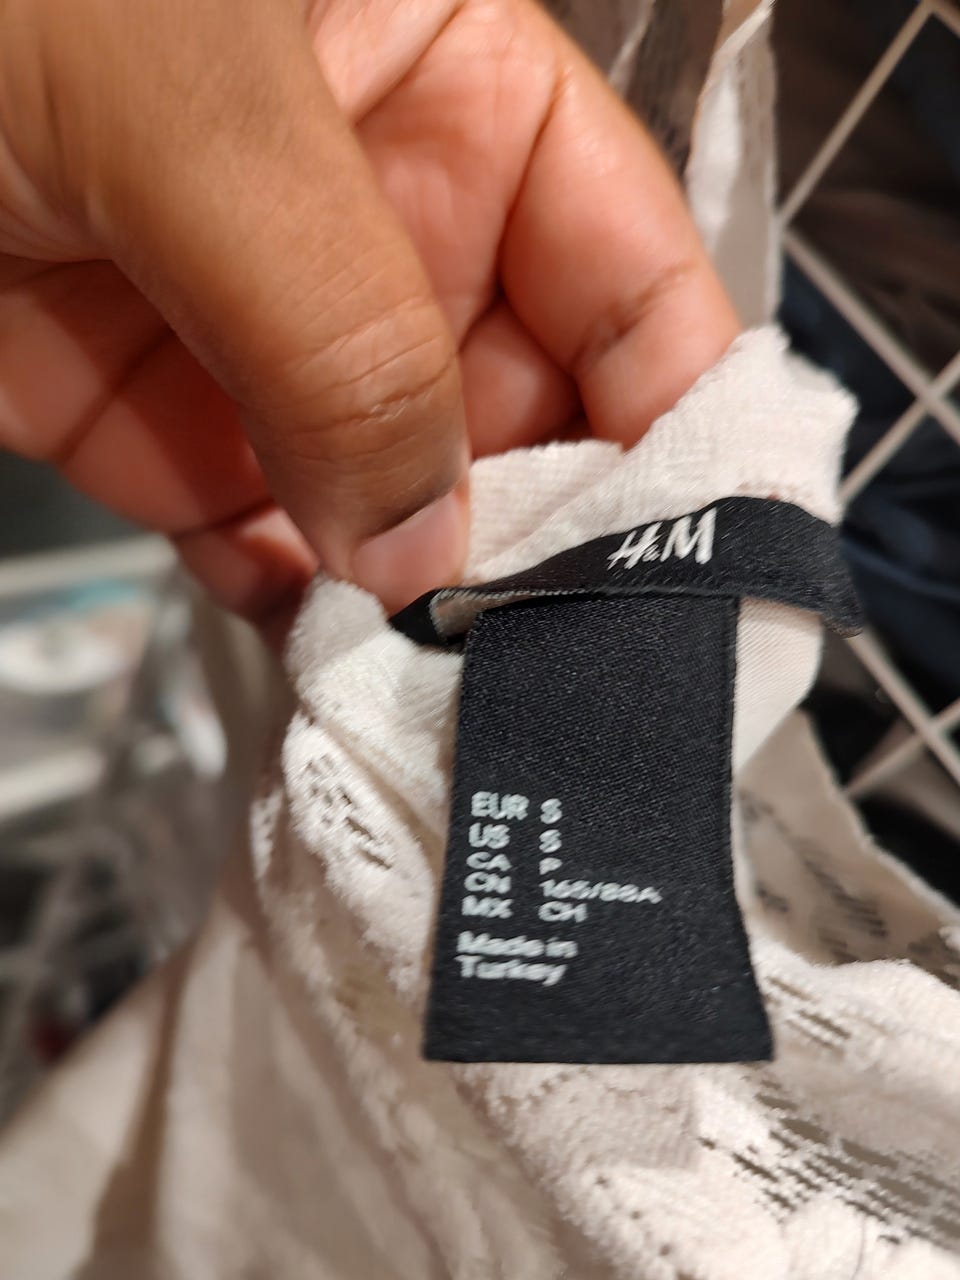 H&M
EUR S
US S
CA P
CN 165/88A
MX CH
Made in
Turkey